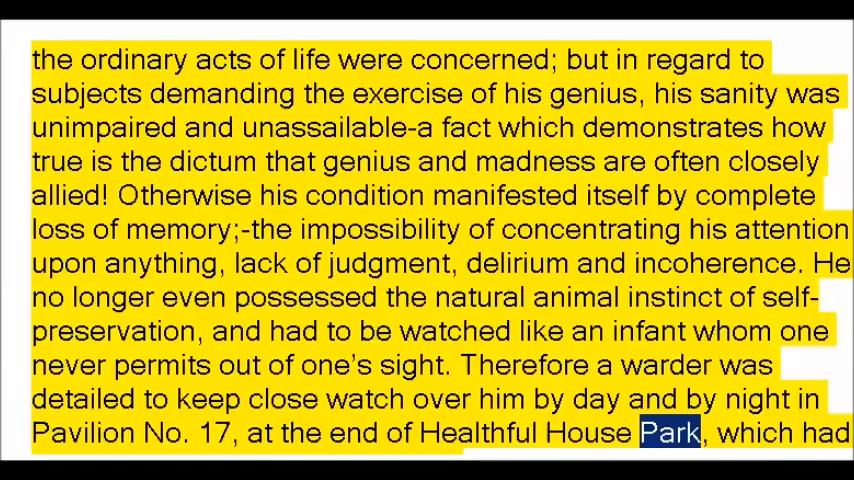 the ordinary acts of life were concerned; but in regard to
subjects demanding the exercise of his genius, his sanity was
unimpaired and unassailable-a fact which demonstrates how
true is the dictum that genius and madness are often closely
allied! Otherwise his condition manifested itself by complete
loss of memory;-the impossibility of concentrating his attention
upon anything, lack of judgment, delirium and incoherence. He
no longer even possessed the natural animal instinct of self-
preservation, and had to be watched like an infant whom one
never permits out of one’s sight. Therefore a warder was
detailed to keep close watch over him by day and by night in
Pavilion No. 17, at the end of Healthful House Park, which had